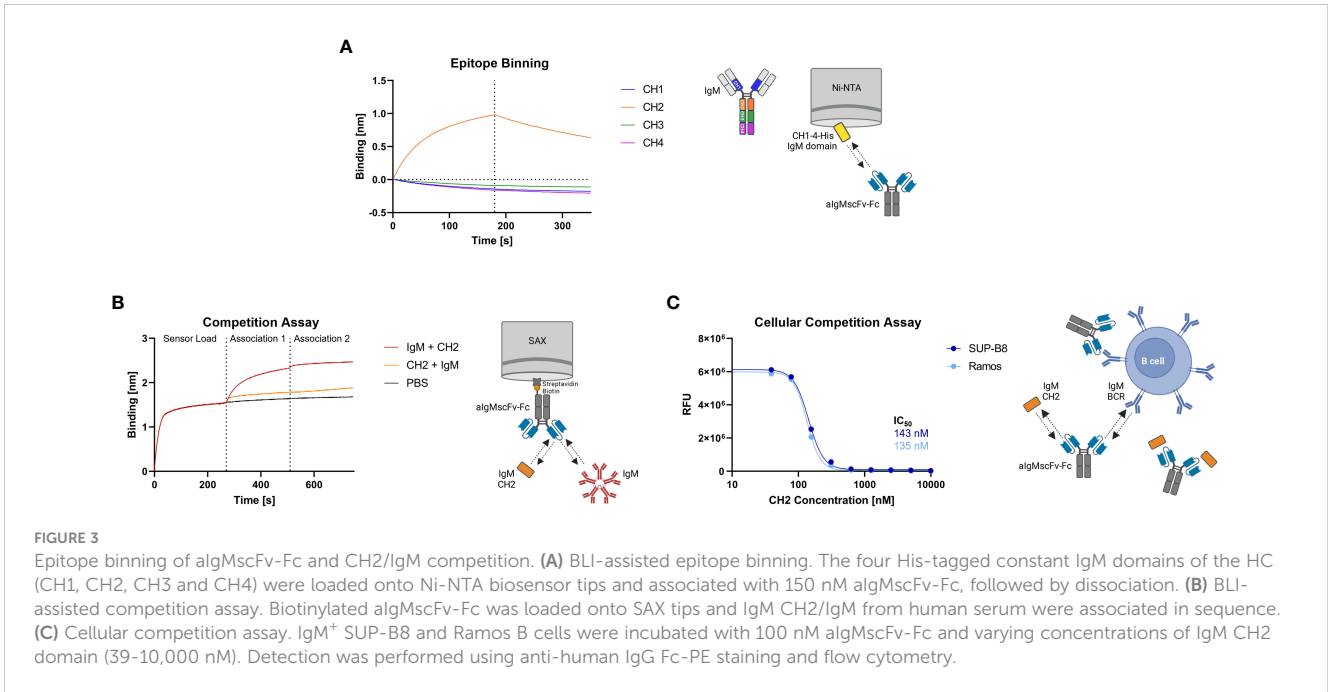 A
Epitope Binning
Binding [nm]
1.5
1.0
0.5
0.0
-0.5
0
100
200
300
Time [s]
CH1
CH2
CH3
CH4
IgM
Ni-NTA
CH1-4-His
IgM domain
aIgMscFv-Fc
B
Competition Assay
Sensor Load
Association 1
Association 2
Binding [nm]
3
2
1
0
0
200
400
600
Time [s]
IgM + CH2
CH2 + IgM
PBS
SAX
Streptavidin
Biotin
aIgMscFv-Fc
IgM
CH2
IgM
C
Cellular Competition Assay
RFU
8×10⁶
6×10⁶
4×10⁶
2×10⁶
0
10
100
1000
10000
CH2 Concentration [nM]
SUP-B8
Ramos
IC₅₀
143 nM
135 nM
B cell
IgM
CH2
IgM
BCR
aIgMscFv-Fc
FIGURE 3
Epitope binning of aIgMscFv-Fc and CH2/IgM competition. (A) BLI-assisted epitope binning. The four His-tagged constant IgM domains of the HC
(CH1, CH2, CH3 and CH4) were loaded onto Ni-NTA biosensor tips and associated with 150 nM aIgMscFv-Fc, followed by dissociation. (B) BLI-
assisted competition assay. Biotinylated aIgMscFv-Fc was loaded onto SAX tips and IgM CH2/IgM from human serum were associated in sequence.
(C) Cellular competition assay. IgM⁺ SUP-B8 and Ramos B cells were incubated with 100 nM aIgMscFv-Fc and varying concentrations of IgM CH2
domain (39-10,000 nM). Detection was performed using anti-human IgG Fc-PE staining and flow cytometry.